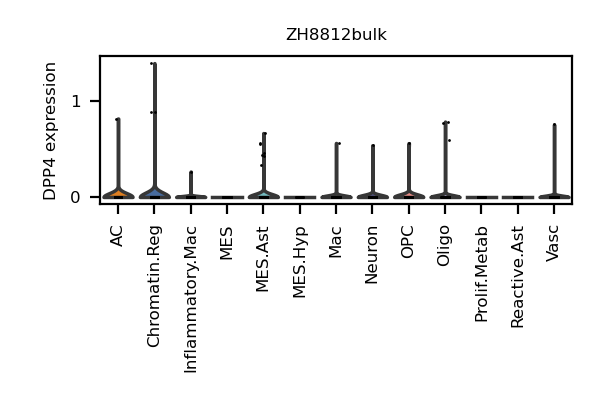 ZH8812bulk
DPP4 expression
1
0
AC
Chromatin.Reg
Inflammatory.Mac
MES
MES.Ast
MES.Hyp
Mac
Neuron
OPC
Oligo
Prolif.Metab
Reactive.Ast
Vasc